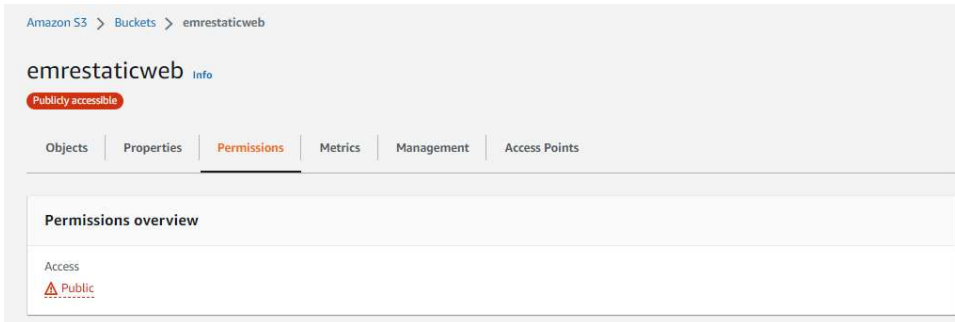 Amazon S3 > Buckets > emrestaticweb
emrestaticweb Info
Publicly accessible
Objects Properties Permissions Metrics Management Access Points
Permissions overview
Access
Public